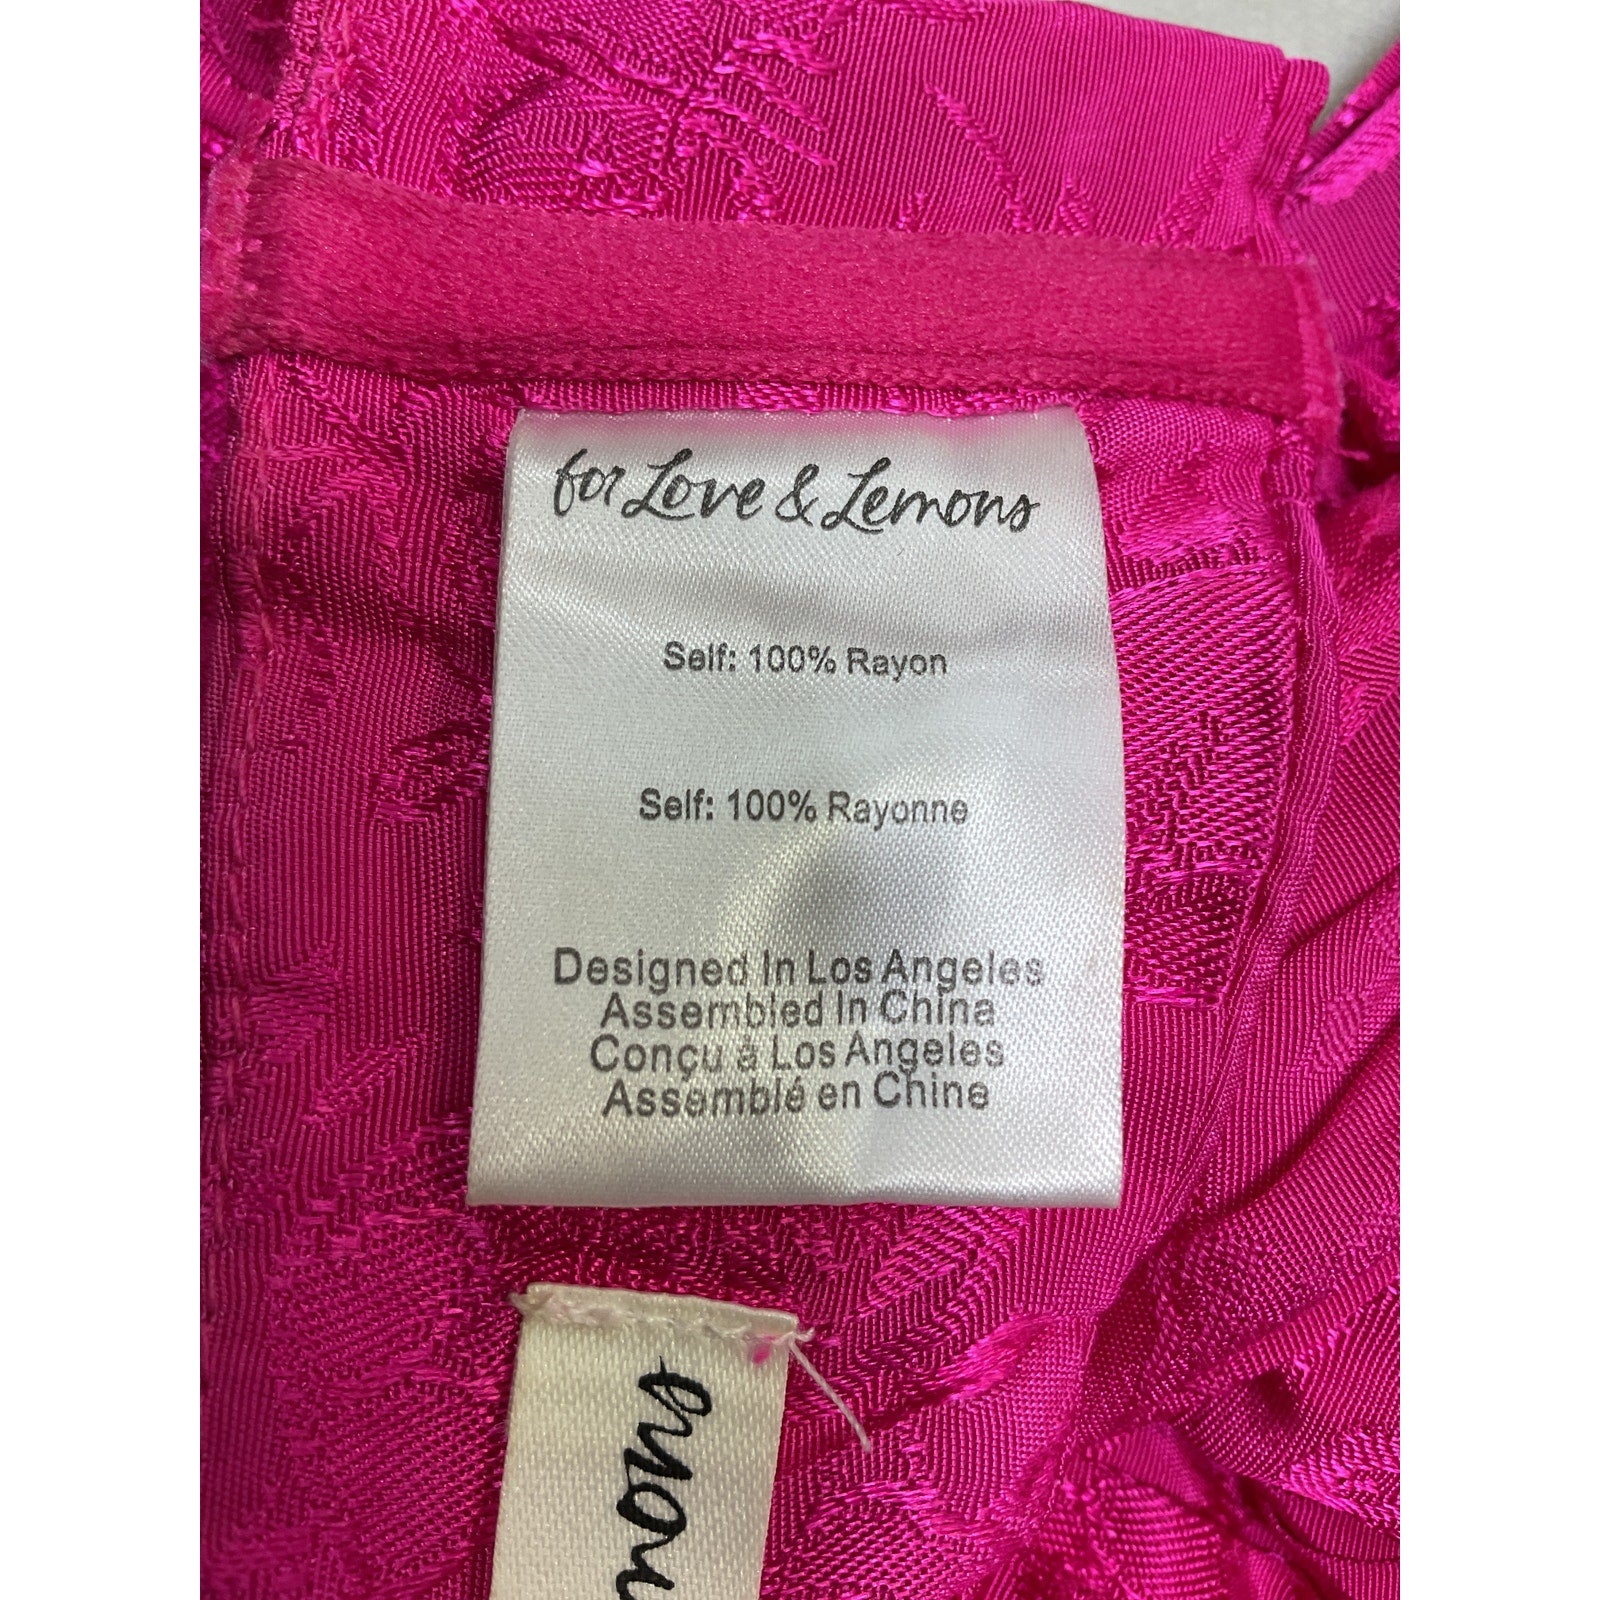 for Love & Lemons
Self: 100% Rayon
Self: 100% Rayonne
Designed In Los Angeles
Assembled In China
Conçu à Los Angeles
Assemblé en Chine